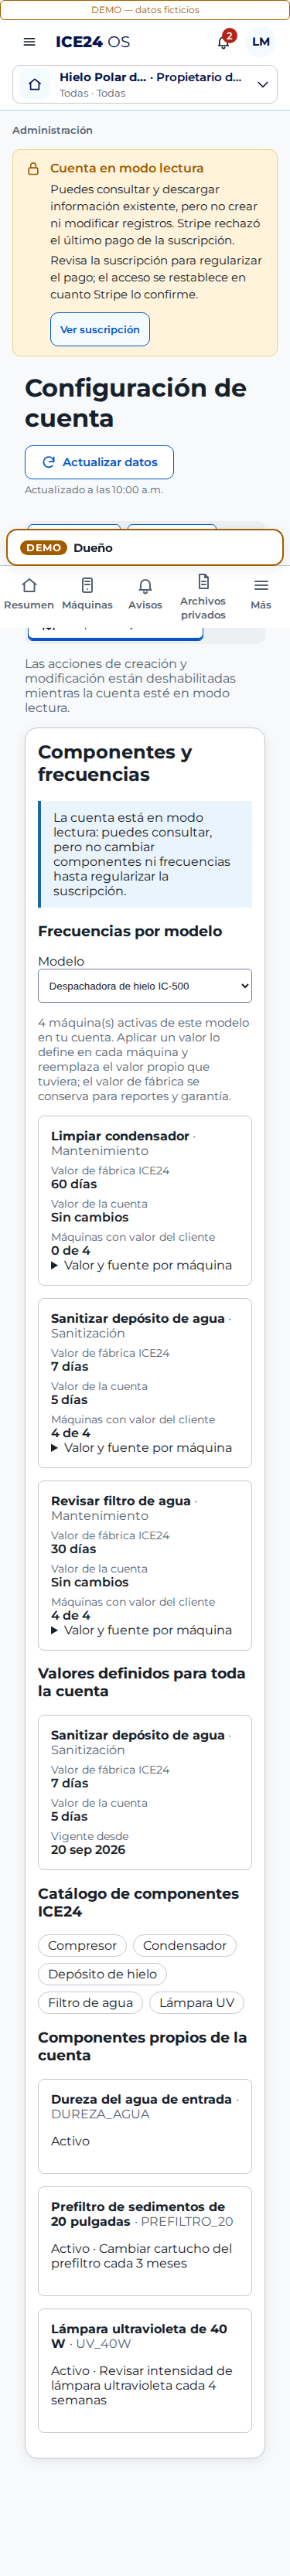 DEMO — datos ficticios
ICE24 OS
2
LM
Hielo Polar d... · Propietario d...
Todas · Todas
Administración
Cuenta en modo lectura
Puedes consultar y descargar
información existente, pero no crear
ni modificar registros. Stripe rechazó
el último pago de la suscripción.
Revisa la suscripción para regularizar
el pago; el acceso se restablece en
cuanto Stripe lo confirme.
Ver suscripción
Configuración de
cuenta
Actualizar datos
Actualizado a las 10:00 a.m.
DEMO Dueño
Resumen
Máquinas
Avisos
Archivos
privados
Más
Las acciones de creación y
modificación están deshabilitadas
mientras la cuenta esté en modo
lectura.
Componentes y
frecuencias
La cuenta está en modo
lectura: puedes consultar,
pero no cambiar
componentes ni frecuencias
hasta regularizar la
suscripción.
Frecuencias por modelo
Modelo
Despachadora de hielo IC-500
4 máquina(s) activas de este modelo
en tu cuenta. Aplicar un valor lo
define en cada máquina y
reemplaza el valor propio que
tuviera; el valor de fábrica se
conserva para reportes y garantía.
Limpiar condensador ·
Mantenimiento
Valor de fábrica ICE24
60 días
Valor de la cuenta
Sin cambios
Máquinas con valor del cliente
0 de 4
Valor y fuente por máquina
Sanitizar depósito de agua ·
Sanitización
Valor de fábrica ICE24
7 días
Valor de la cuenta
5 días
Máquinas con valor del cliente
4 de 4
Valor y fuente por máquina
Revisar filtro de agua ·
Mantenimiento
Valor de fábrica ICE24
30 días
Valor de la cuenta
Sin cambios
Máquinas con valor del cliente
4 de 4
Valor y fuente por máquina
Valores definidos para toda
la cuenta
Sanitizar depósito de agua ·
Sanitización
Valor de fábrica ICE24
7 días
Valor de la cuenta
5 días
Vigente desde
20 sep 2026
Catálogo de componentes
ICE24
Compresor
Condensador
Depósito de hielo
Filtro de agua
Lámpara UV
Componentes propios de la
cuenta
Dureza del agua de entrada ·
DUREZA_AGUA
Activo
Prefiltro de sedimentos de
20 pulgadas · PREFILTRO_20
Activo · Cambiar cartucho del
prefiltro cada 3 meses
Lámpara ultravioleta de 40
W · UV_40W
Activo · Revisar intensidad de
lámpara ultravioleta cada 4
semanas